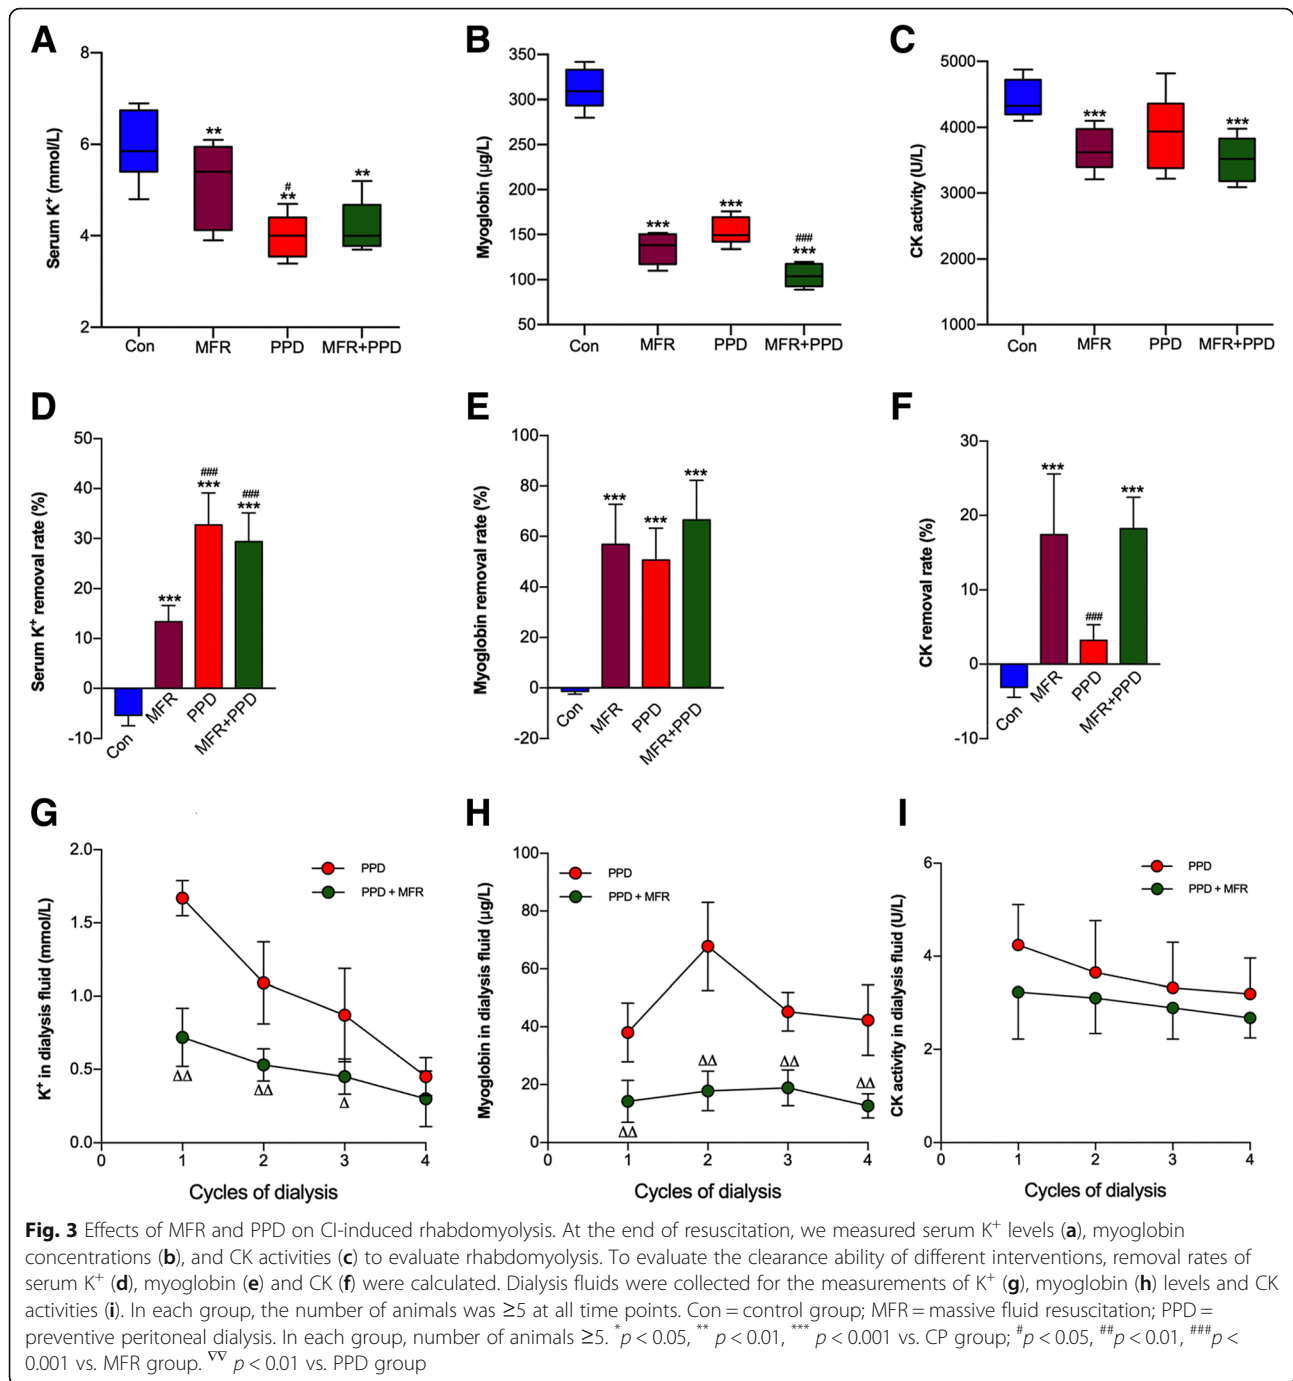 A
Serum K⁺ (mmol/L)
8
6
4
2
**
#
**
**
Con
MFR
PPD
MFR+PPD
B
Myoglobin (µg/L)
350
300
250
200
150
100
50
***
***
###
***
Con
MFR
PPD
MFR+PPD
C
CK activity (U/L)
5000
4000
3000
2000
1000
***
***
Con
MFR
PPD
MFR+PPD
D
Serum K⁺ removal rate (%)
50
40
30
20
10
0
-10
***
###
***
###
***
Con
MFR
PPD
MFR+PPD
E
Myoglobin removal rate (%)
100
80
60
40
20
0
-20
***
***
***
Con
MFR
PPD
MFR+PPD
F
CK removal rate (%)
30
20
10
0
-10
***
###
***
Con
MFR
PPD
MFR+PPD
G
K⁺ in dialysis fluid (mmol/L)
2.0
1.5
1.0
0.5
0.0
PPD
PPD + MFR
ΔΔ
ΔΔ
Δ
0 1 2 3 4
Cycles of dialysis
H
Myoglobin in dialysis fluid (µg/L)
100
80
60
40
20
0
PPD
PPD + MFR
ΔΔ
ΔΔ
ΔΔ
ΔΔ
0 1 2 3 4
Cycles of dialysis
I
CK activity in dialysis fluid (U/L)
6
4
2
0
PPD
PPD + MFR
0 1 2 3 4
Cycles of dialysis
Fig. 3 Effects of MFR and PPD on CI-induced rhabdomyolysis. At the end of resuscitation, we measured serum K⁺ levels (a), myoglobin
concentrations (b), and CK activities (c) to evaluate rhabdomyolysis. To evaluate the clearance ability of different interventions, removal rates of
serum K⁺ (d), myoglobin (e) and CK (f) were calculated. Dialysis fluids were collected for the measurements of K⁺ (g), myoglobin (h) levels and CK
activities (i). In each group, the number of animals was ≥5 at all time points. Con = control group; MFR = massive fluid resuscitation; PPD =
preventive peritoneal dialysis. In each group, number of animals ≥5. *p < 0.05, ** p < 0.01, *** p < 0.001 vs. CP group; #p < 0.05, ##p < 0.01, ###p <
0.001 vs. MFR group. ∇∇ p < 0.01 vs. PPD group